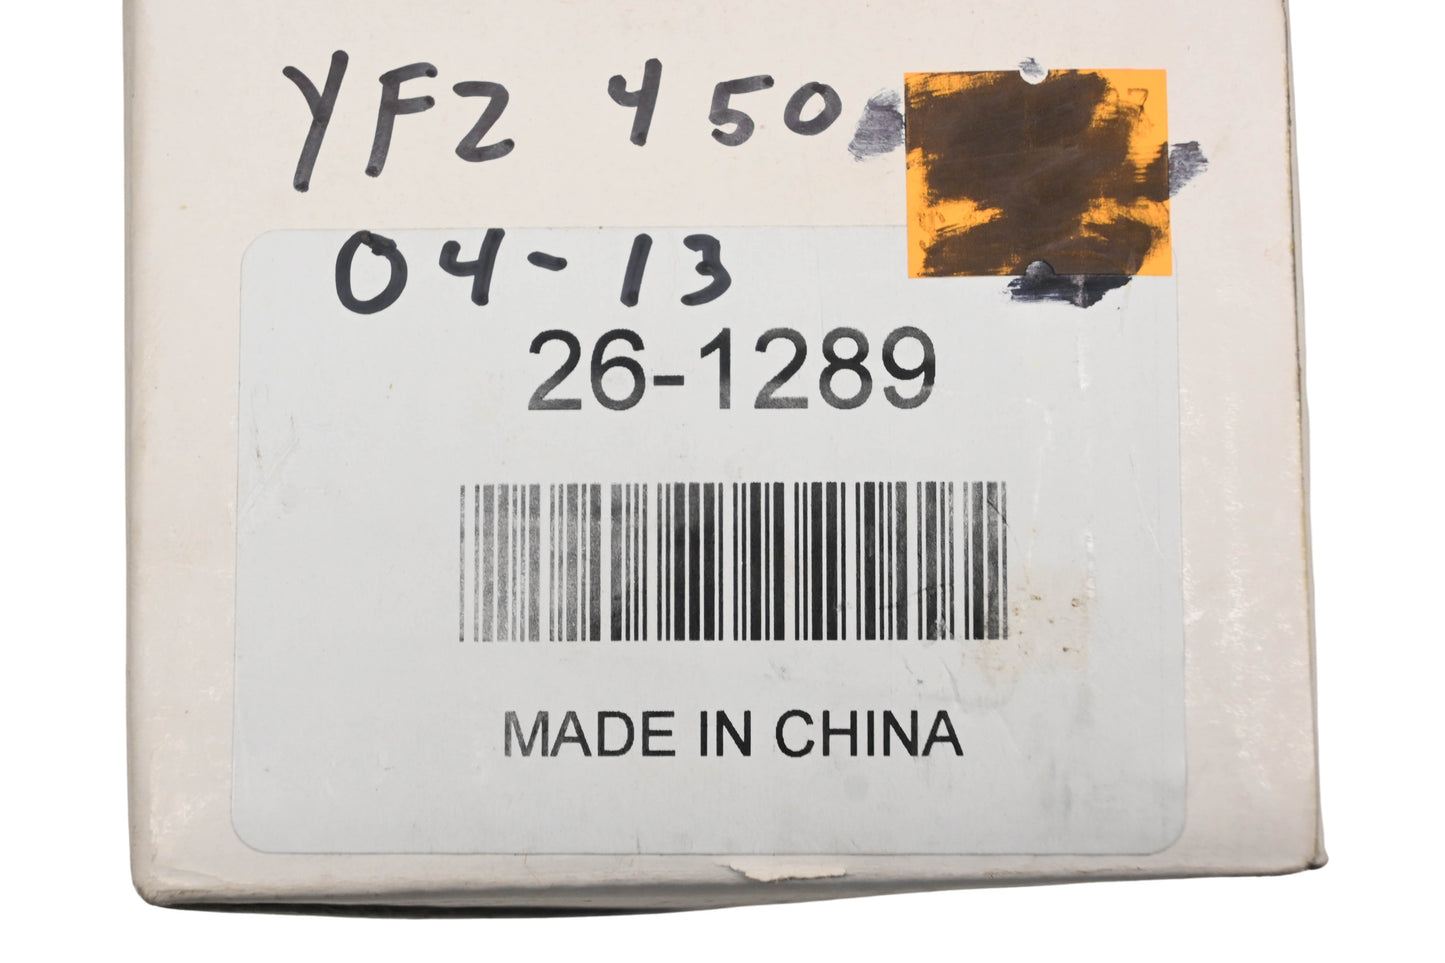 YFZ 450
04-13
26-1289
MADE IN CHINA